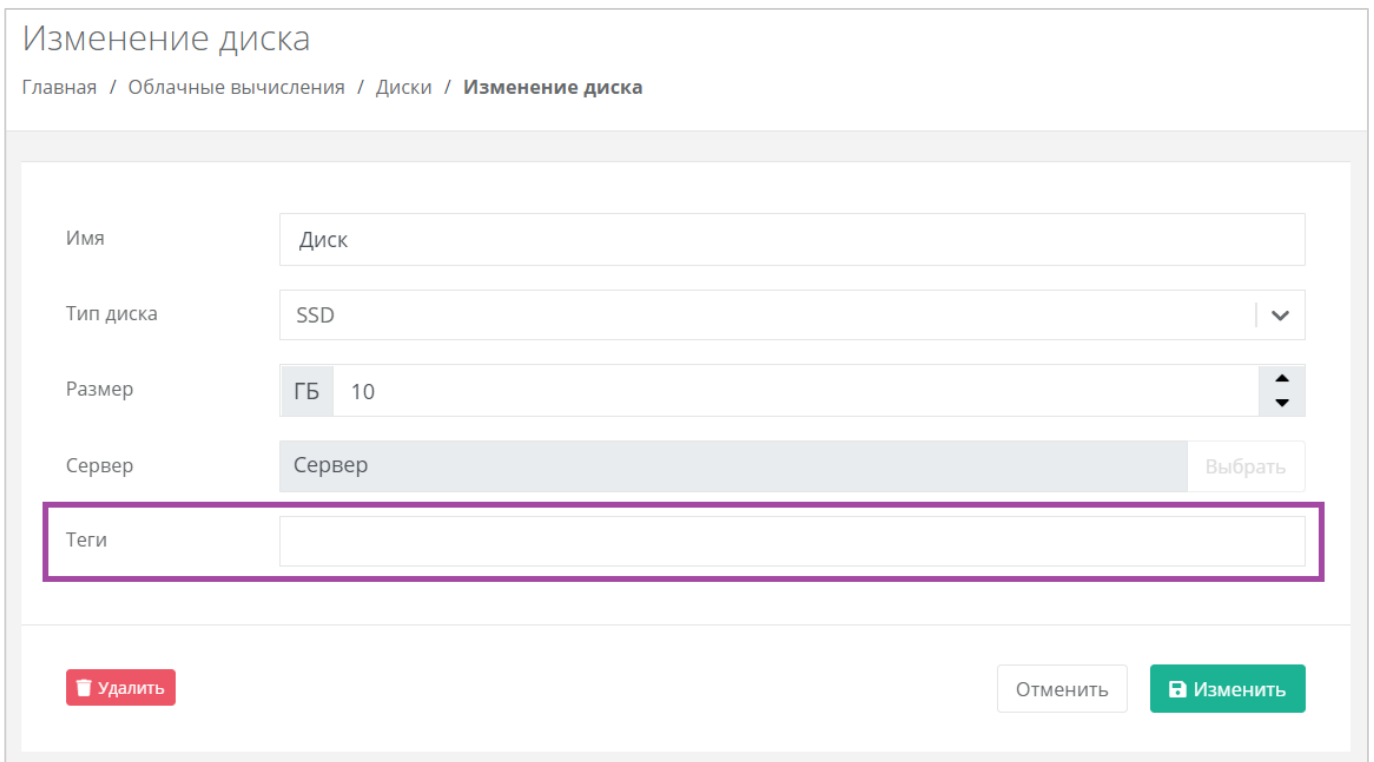 Изменение диска
Главная / Облачные вычисления / Диски / Изменение диска
Имя Диск
Тип диска SSD
Размер ГБ 10
Сервер Сервер Выбрать
Теги
Удалить Отменить Изменить